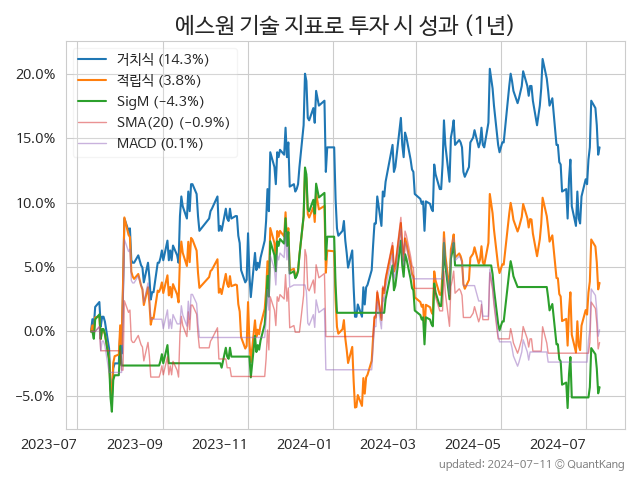 에스원 기술 지표로 투자 시 성과 (1년)
거치식 (14.3%)
적립식 (3.8%)
SigM (−4.3%)
SMA(20) (−0.9%)
MACD (0.1%)
20.0%
15.0%
10.0%
5.0%
0.0%
−5.0%
2023-07 2023-09 2023-11 2024-01 2024-03 2024-05 2024-07
updated: 2024-07-11 © QuantKang